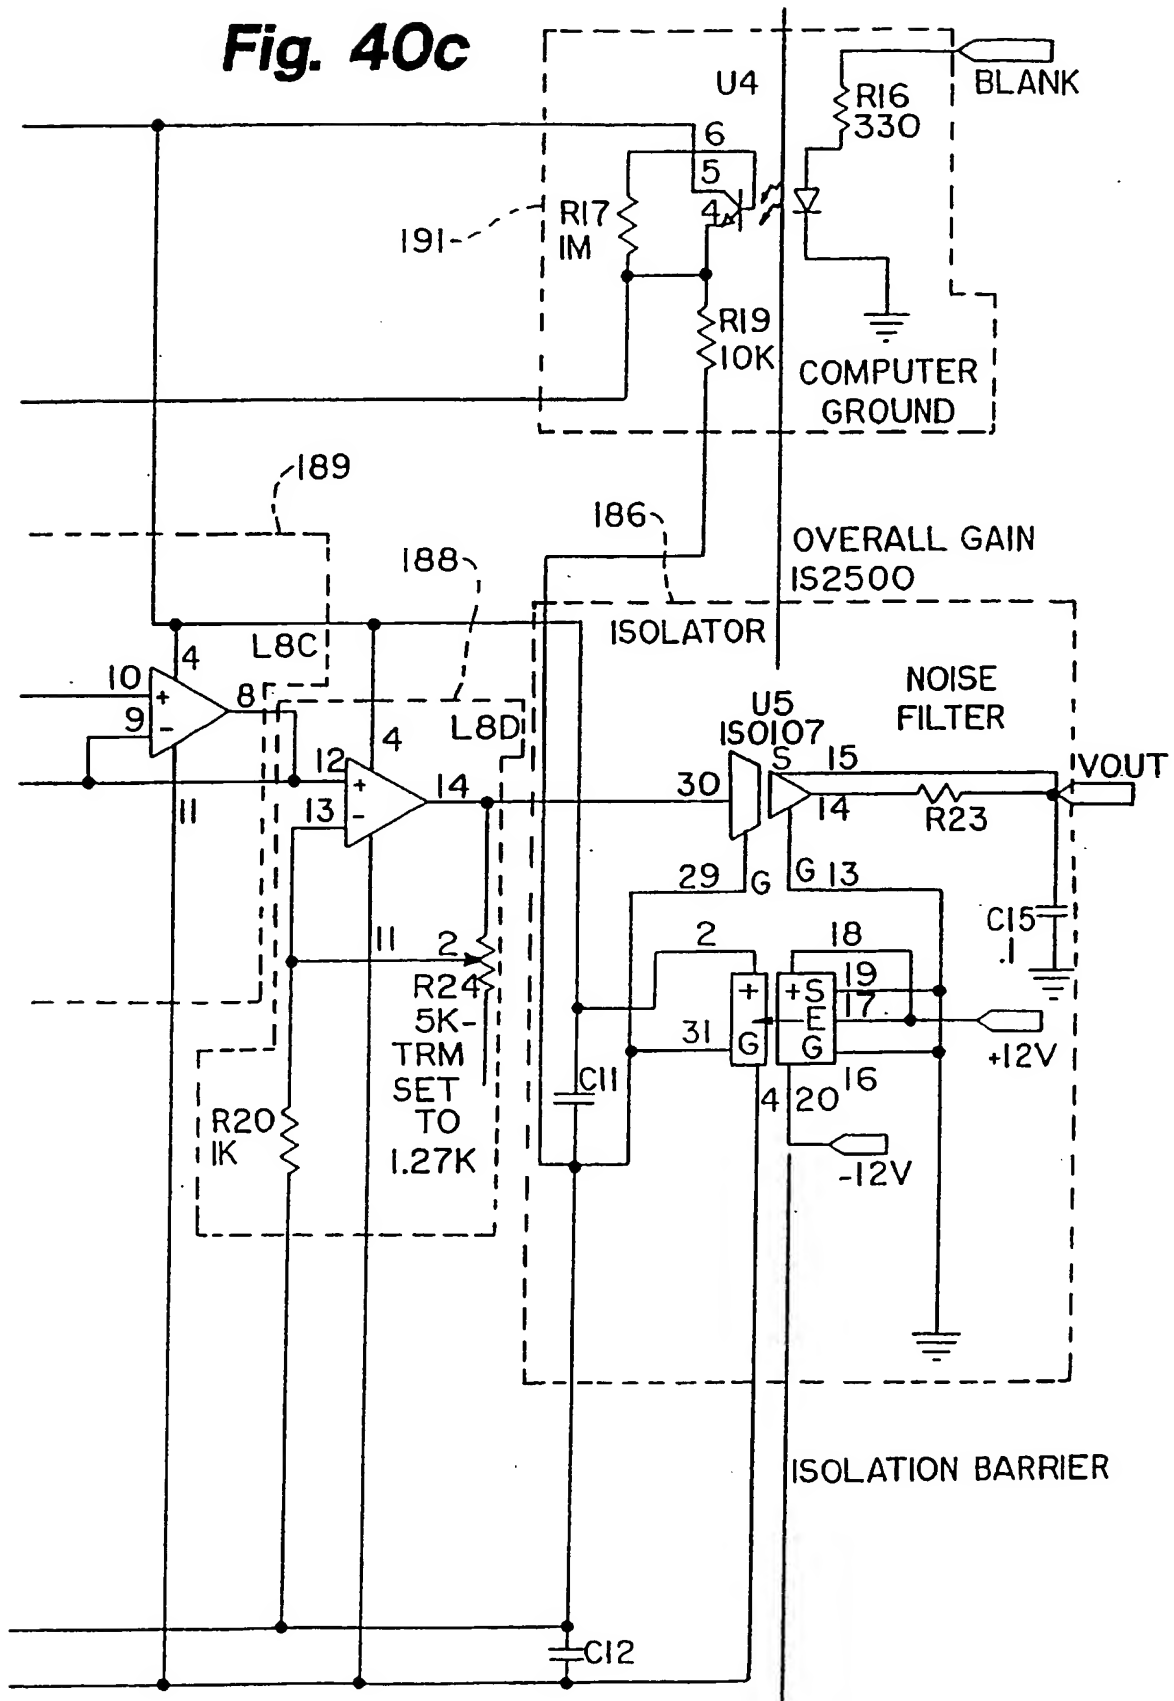 Fig. 40c
U4
BLANK
R16
330
6
5
4
R17
1M
191
R19
10K
COMPUTER
GROUND
189
186
188
OVERALL GAIN
IS2500
ISOLATOR
L8C
4
10
+
8
9
-
11
NOISE
FILTER
U5
ISO107
L8D
4
12
+
14
13
-
30
S
15
14
R23
VOUT
29
G
G
13
C15
.1
11
2
R24
5K-
TRM
SET
TO
1.27K
2
18
+
+S
19
E
17
31
G
G
16
+12V
C11
4
20
-12V
R20
1K
ISOLATION BARRIER
C12